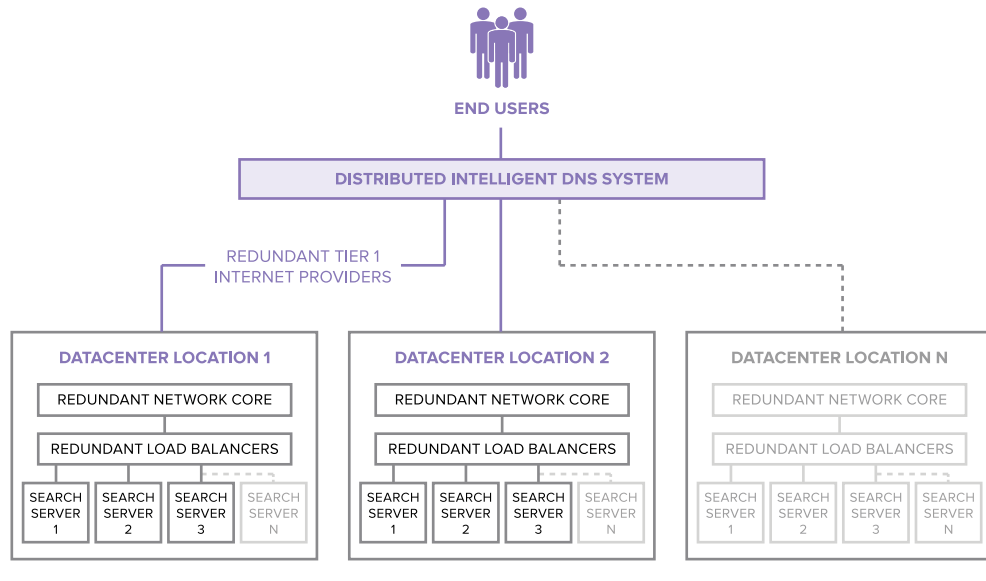 END USERS
DISTRIBUTED INTELLIGENT DNS SYSTEM
REDUNDANT TIER 1
INTERNET PROVIDERS
DATACENTER LOCATION 1
REDUNDANT NETWORK CORE
REDUNDANT LOAD BALANCERS
SEARCH
SERVER
1
SEARCH
SERVER
2
SEARCH
SERVER
3
SEARCH
SERVER
N
DATACENTER LOCATION 2
REDUNDANT NETWORK CORE
REDUNDANT LOAD BALANCERS
SEARCH
SERVER
1
SEARCH
SERVER
2
SEARCH
SERVER
3
SEARCH
SERVER
N
DATACENTER LOCATION N
REDUNDANT NETWORK CORE
REDUNDANT LOAD BALANCERS
SEARCH
SERVER
1
SEARCH
SERVER
2
SEARCH
SERVER
3
SEARCH
SERVER
N